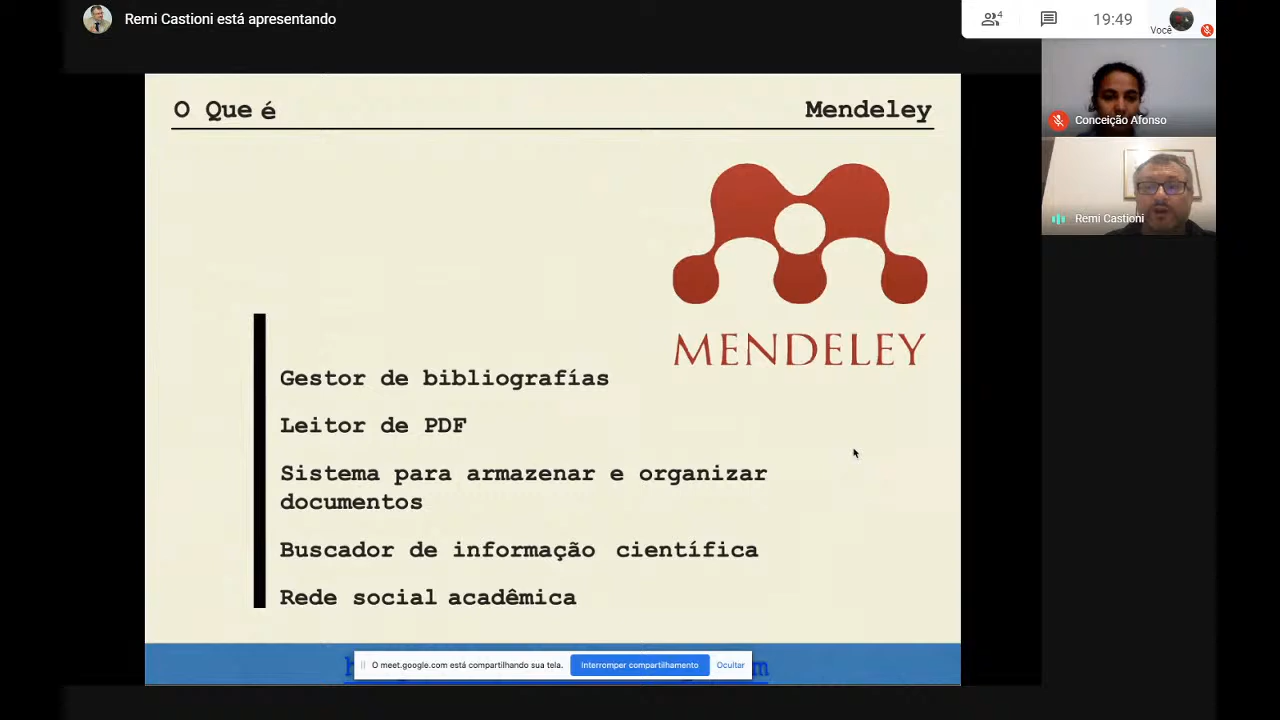 Remi Castioni está apresentando
4
19:49
Você
O Que é
Mendeley
Conceição Afonso
Remi Castioni
MENDELEY
Gestor de bibliografías
Leitor de PDF
Sistema para armazenar e organizar
documentos
Buscador de informação científica
Rede social acadêmica
O meet.google.com está compartilhando sua tela.
Interromper compartilhamento
Ocultar